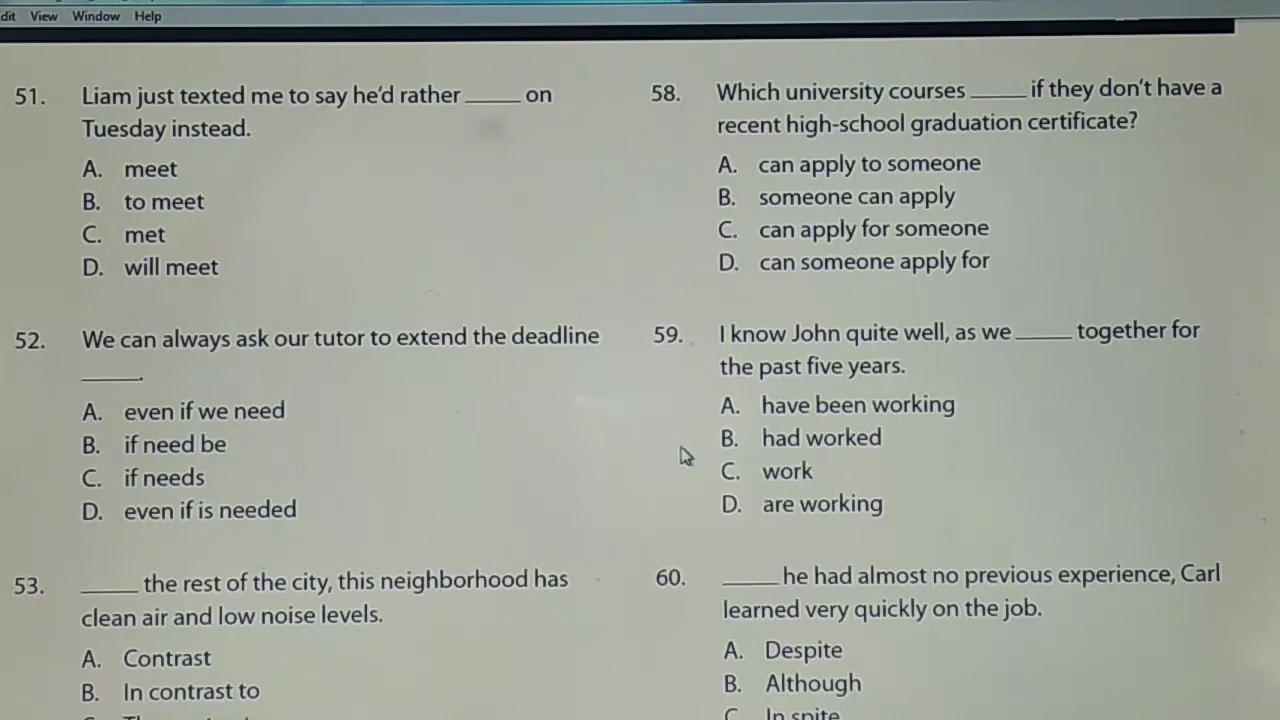 dit View Window Help
51. Liam just texted me to say he'd rather _____ on
Tuesday instead.
A. meet
B. to meet
C. met
D. will meet
52. We can always ask our tutor to extend the deadline
_____.
A. even if we need
B. if need be
C. if needs
D. even if is needed
53. _____ the rest of the city, this neighborhood has
clean air and low noise levels.
A. Contrast
B. In contrast to
58. Which university courses _____ if they don't have a
recent high-school graduation certificate?
A. can apply to someone
B. someone can apply
C. can apply for someone
D. can someone apply for
59. I know John quite well, as we _____ together for
the past five years.
A. have been working
B. had worked
C. work
D. are working
60. _____ he had almost no previous experience, Carl
learned very quickly on the job.
A. Despite
B. Although
C. In spite